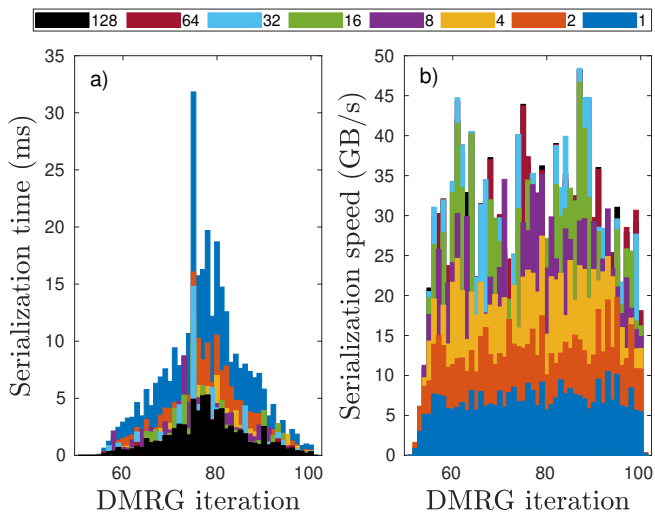 128 64 32 16 8 4 2 1
a)
Serialization time (ms)
35
30
25
20
15
10
5
0
60 80 100
DMRG iteration
b)
Serialization speed (GB/s)
50
45
40
35
30
25
20
15
10
5
0
60 80 100
DMRG iteration